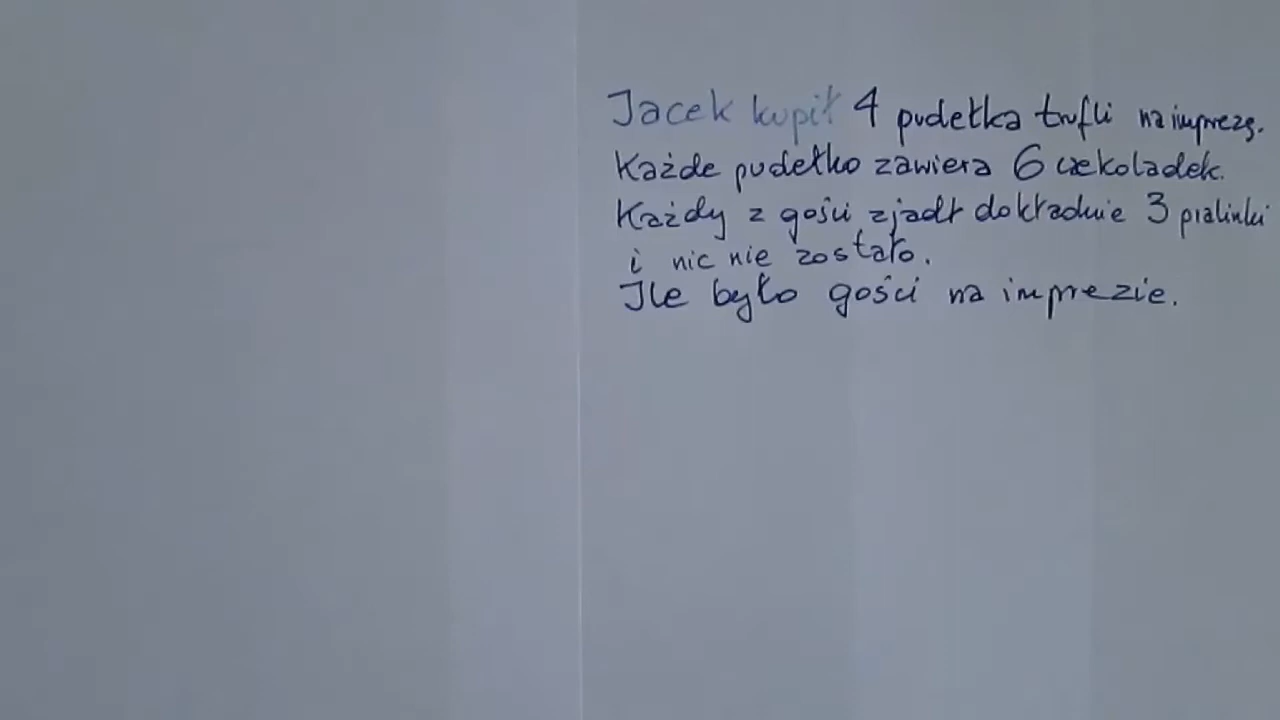 Jacek kupił 4 pudełka trufli na imprezę.
Każde pudełko zawiera 6 czekoladek.
Każdy z gości zjadł dokładnie 3 pralinki
i nic nie zostało.
Ile było gości na imprezie.